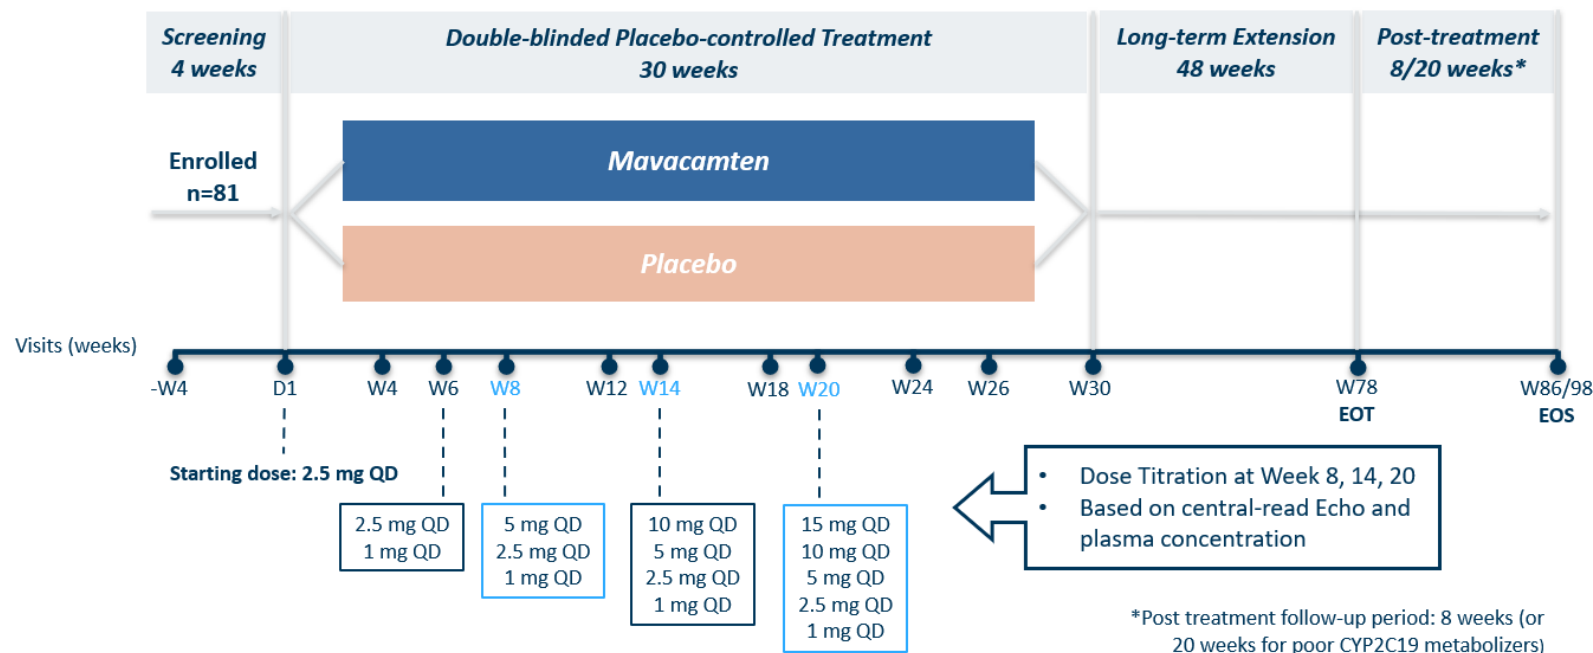 Screening
4 weeks
Double-blinded Placebo-controlled Treatment
30 weeks
Long-term Extension
48 weeks
Post-treatment
8/20 weeks*
Enrolled
n=81
Mavacamten
Placebo
Visits (weeks)
-W4
D1
W4
W6
W8
W12
W14
W18
W20
W24
W26
W30
W78
EOT
W86/98
EOS
Starting dose: 2.5 mg QD
2.5 mg QD
1 mg QD
5 mg QD
2.5 mg QD
1 mg QD
10 mg QD
5 mg QD
2.5 mg QD
1 mg QD
15 mg QD
10 mg QD
5 mg QD
2.5 mg QD
1 mg QD
• Dose Titration at Week 8, 14, 20
• Based on central-read Echo and
plasma concentration
*Post treatment follow-up period: 8 weeks (or
20 weeks for poor CYP2C19 metabolizers)